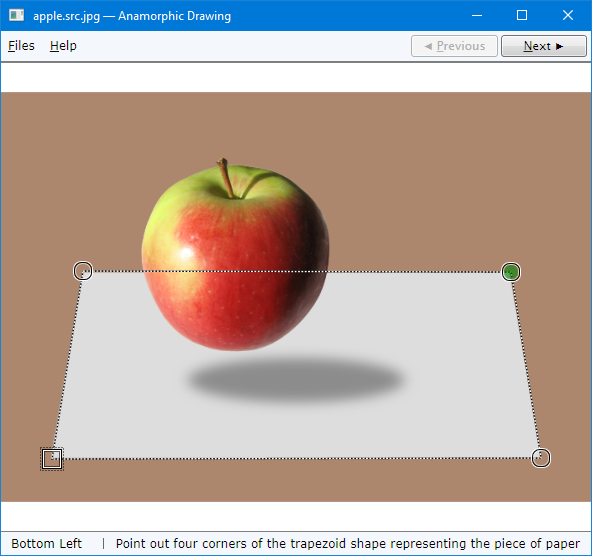 apple.src.jpg — Anamorphic Drawing
Files Help ◄ Previous Next ►
Bottom Left | Point out four corners of the trapezoid shape representing the piece of paper